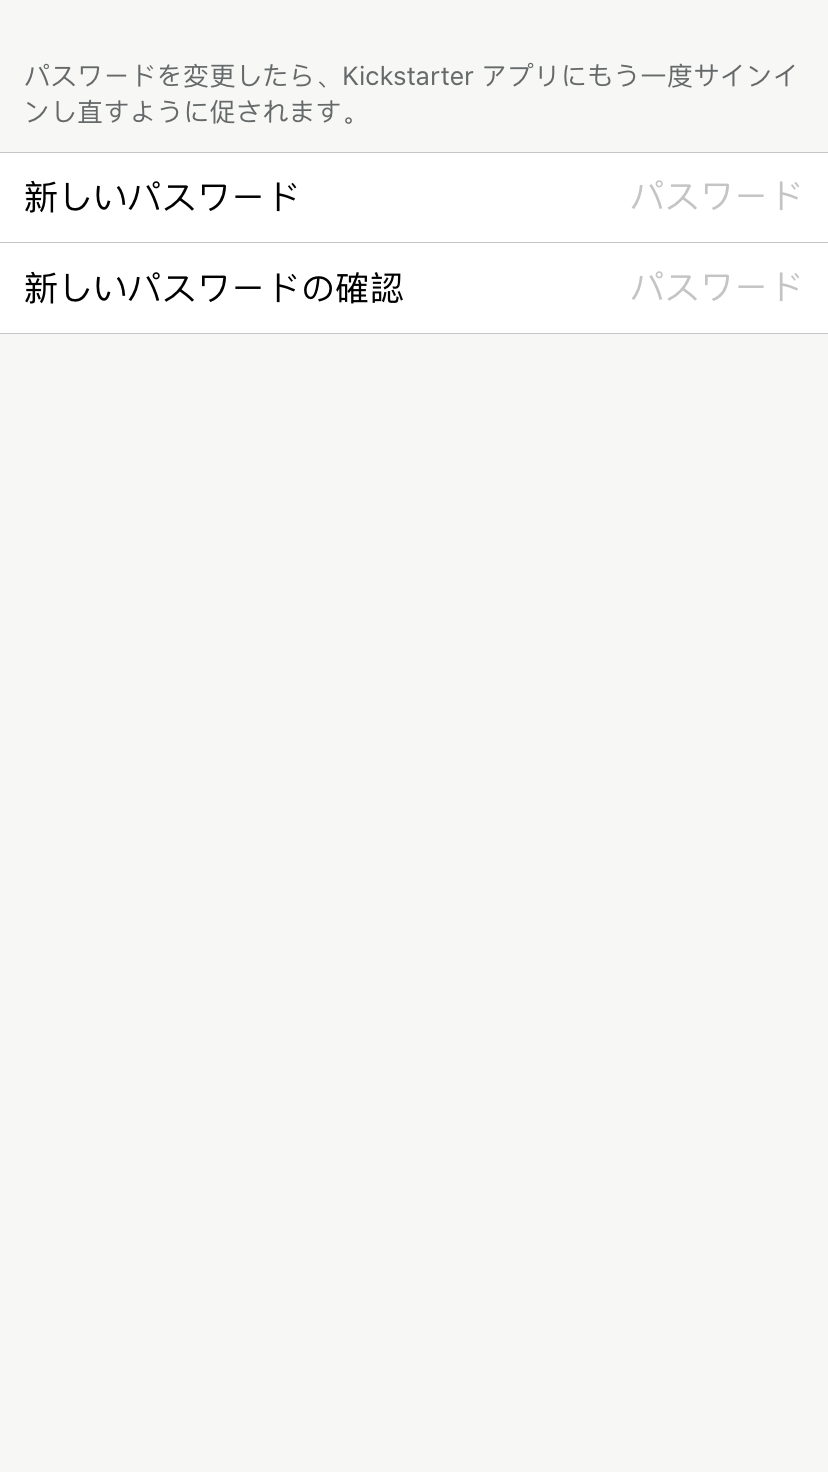 パスワードを変更したら、Kickstarter アプリにもう一度サインイ
ンし直すように促されます。
新しいパスワード パスワード
新しいパスワードの確認 パスワード